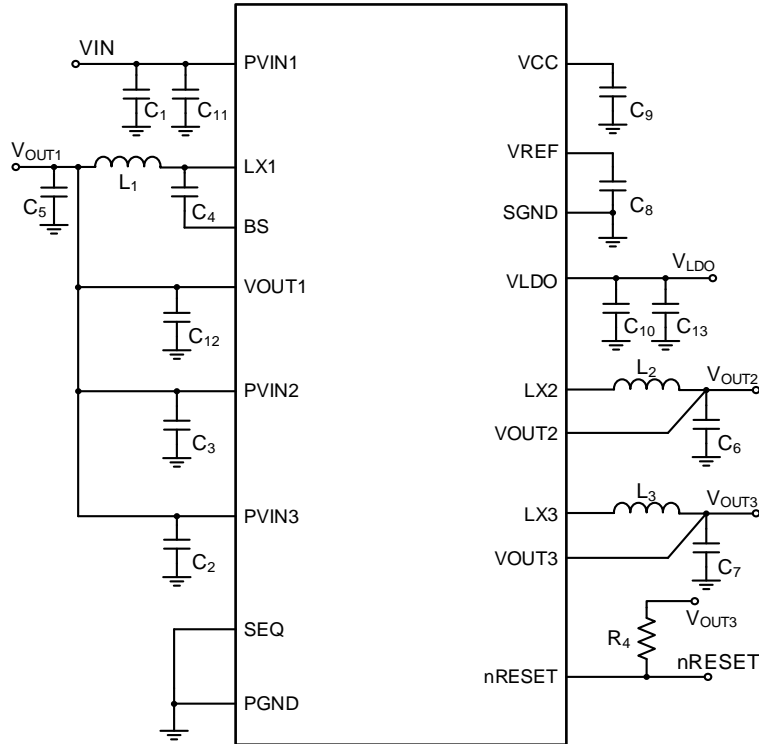 VIN
PVIN1
VCC
C1
C11
C9
VOUT1
LX1
L1
VREF
C5
C4
C8
BS
SGND
VOUT1
VLDO
VLDO
C12
C10
C13
PVIN2
LX2
L2
VOUT2
C3
VOUT2
C6
PVIN3
LX3
L3
VOUT3
C2
VOUT3
C7
VOUT3
SEQ
R4
nRESET
nRESET
PGND